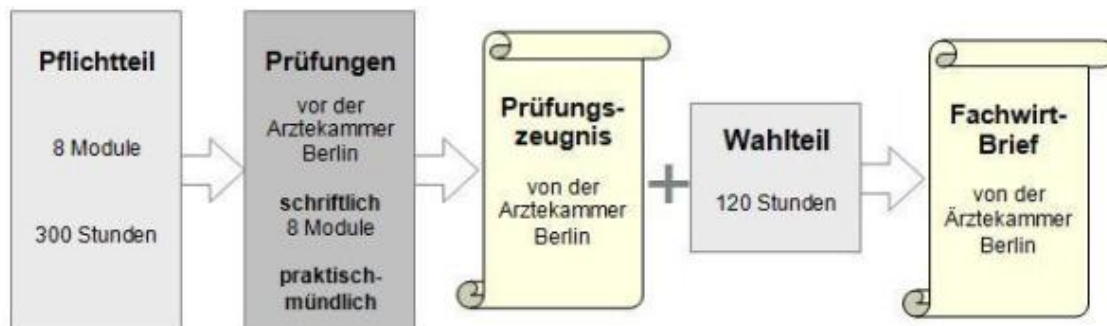 Pflichtteil
8 Module
300 Stunden
Prüfungen
vor der
Arztekammer
Berlin
schriftlich
8 Module
praktisch-
mündlich
Prüfungs-
zeugnis
von der
Arztekammer
Berlin
+
Wahlteil
120 Stunden
Fachwirt-
Brief
von der
Ärztekammer
Berlin